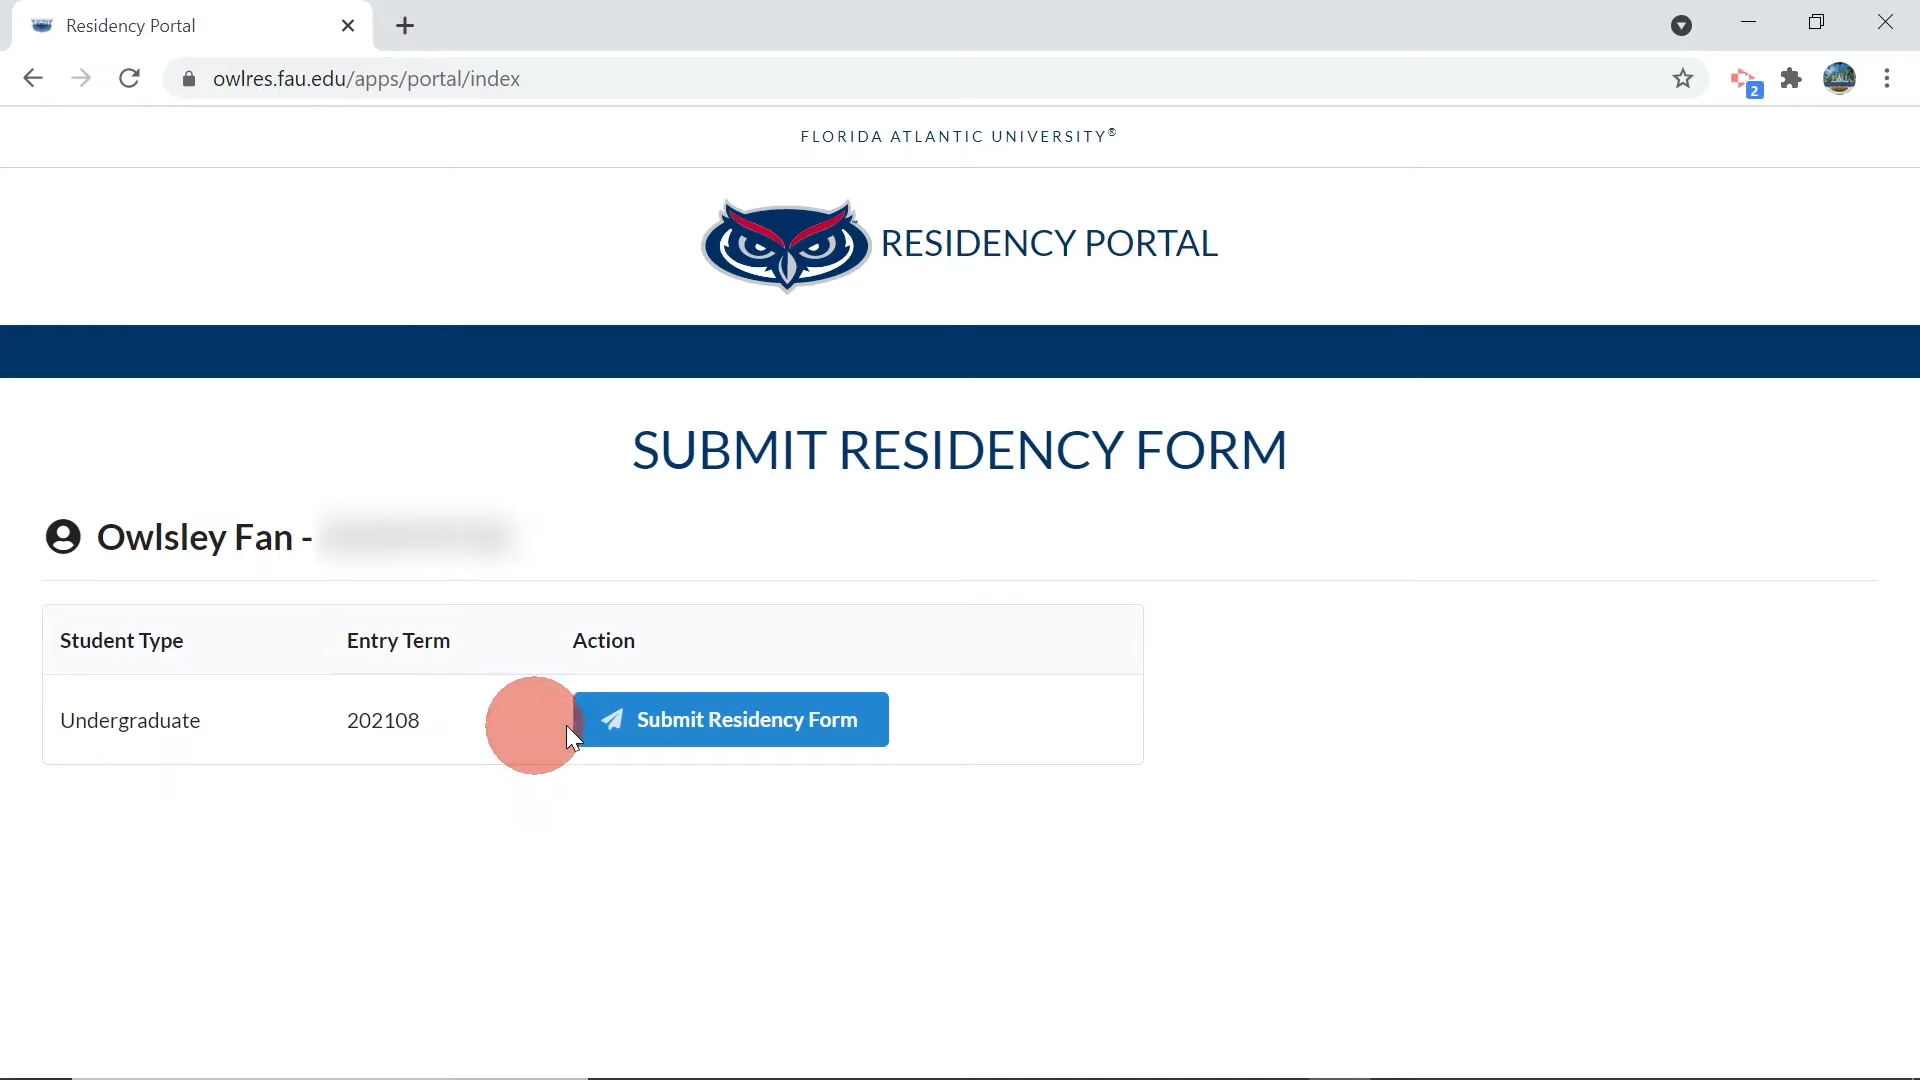 Residency Portal
owlres.fau.edu/apps/portal/index
2
FLORIDA ATLANTIC UNIVERSITY®
RESIDENCY PORTAL
SUBMIT RESIDENCY FORM
Owlsley Fan -
Student Type Entry Term Action
Undergraduate 202108 Submit Residency Form